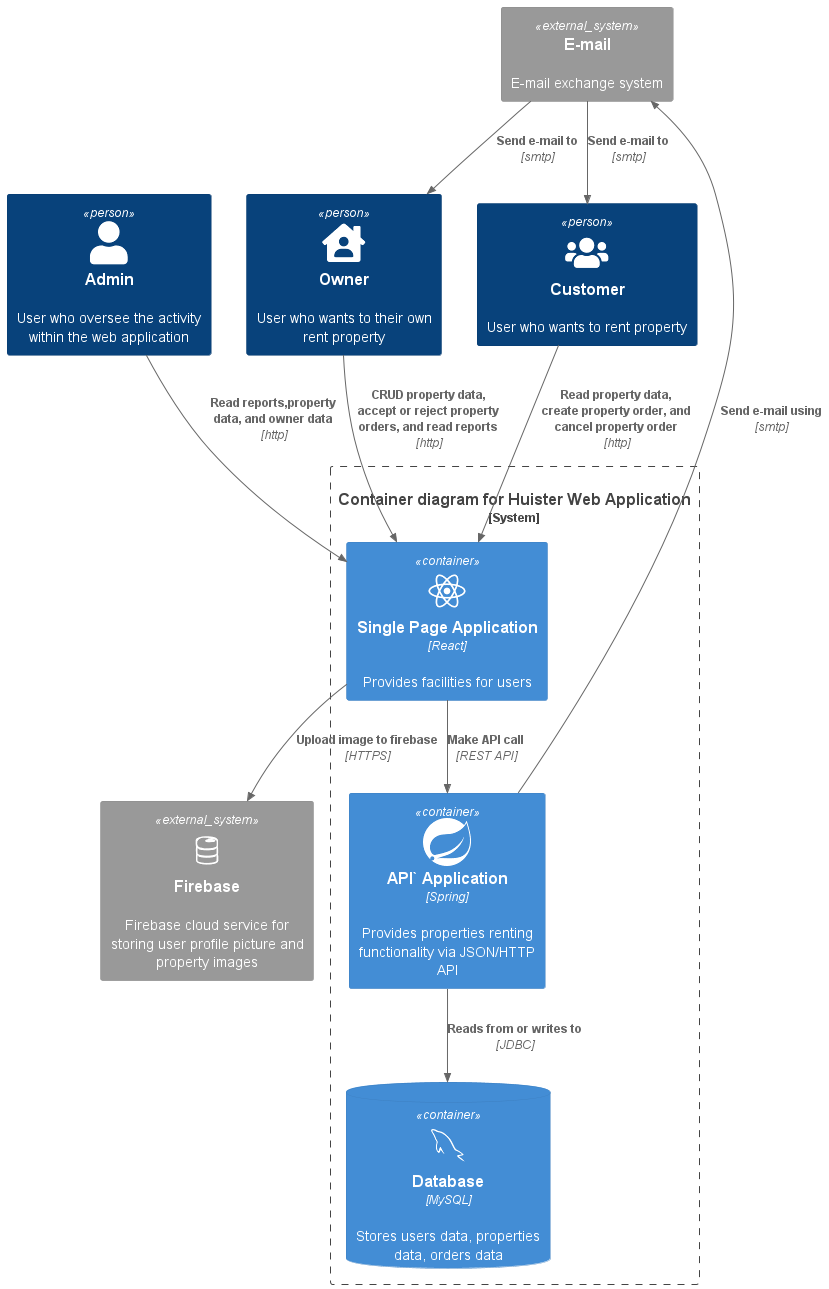 «external_system»
E-mail
E-mail exchange system
Send e-mail to
[smtp]
Send e-mail to
[smtp]
«person»
Admin
User who oversee the activity
within the web application
«person»
Owner
User who wants to their own
rent property
«person»
Customer
User who wants to rent property
Read reports,property
data, and owner data
[http]
CRUD property data,
accept or reject property
orders, and read reports
[http]
Read property data,
create property order, and
cancel property order
[http]
Send e-mail using
[smtp]
Container diagram for Huister Web Application
[System]
«container»
Single Page Application
[React]
Provides facilities for users
Upload image to firebase
[HTTPS]
Make API call
[REST API]
«external_system»
Firebase
Firebase cloud service for
storing user profile picture and
property images
«container»
API` Application
[Spring]
Provides properties renting
functionality via JSON/HTTP
API
Reads from or writes to
[JDBC]
«container»
Database
[MySQL]
Stores users data, properties
data, orders data